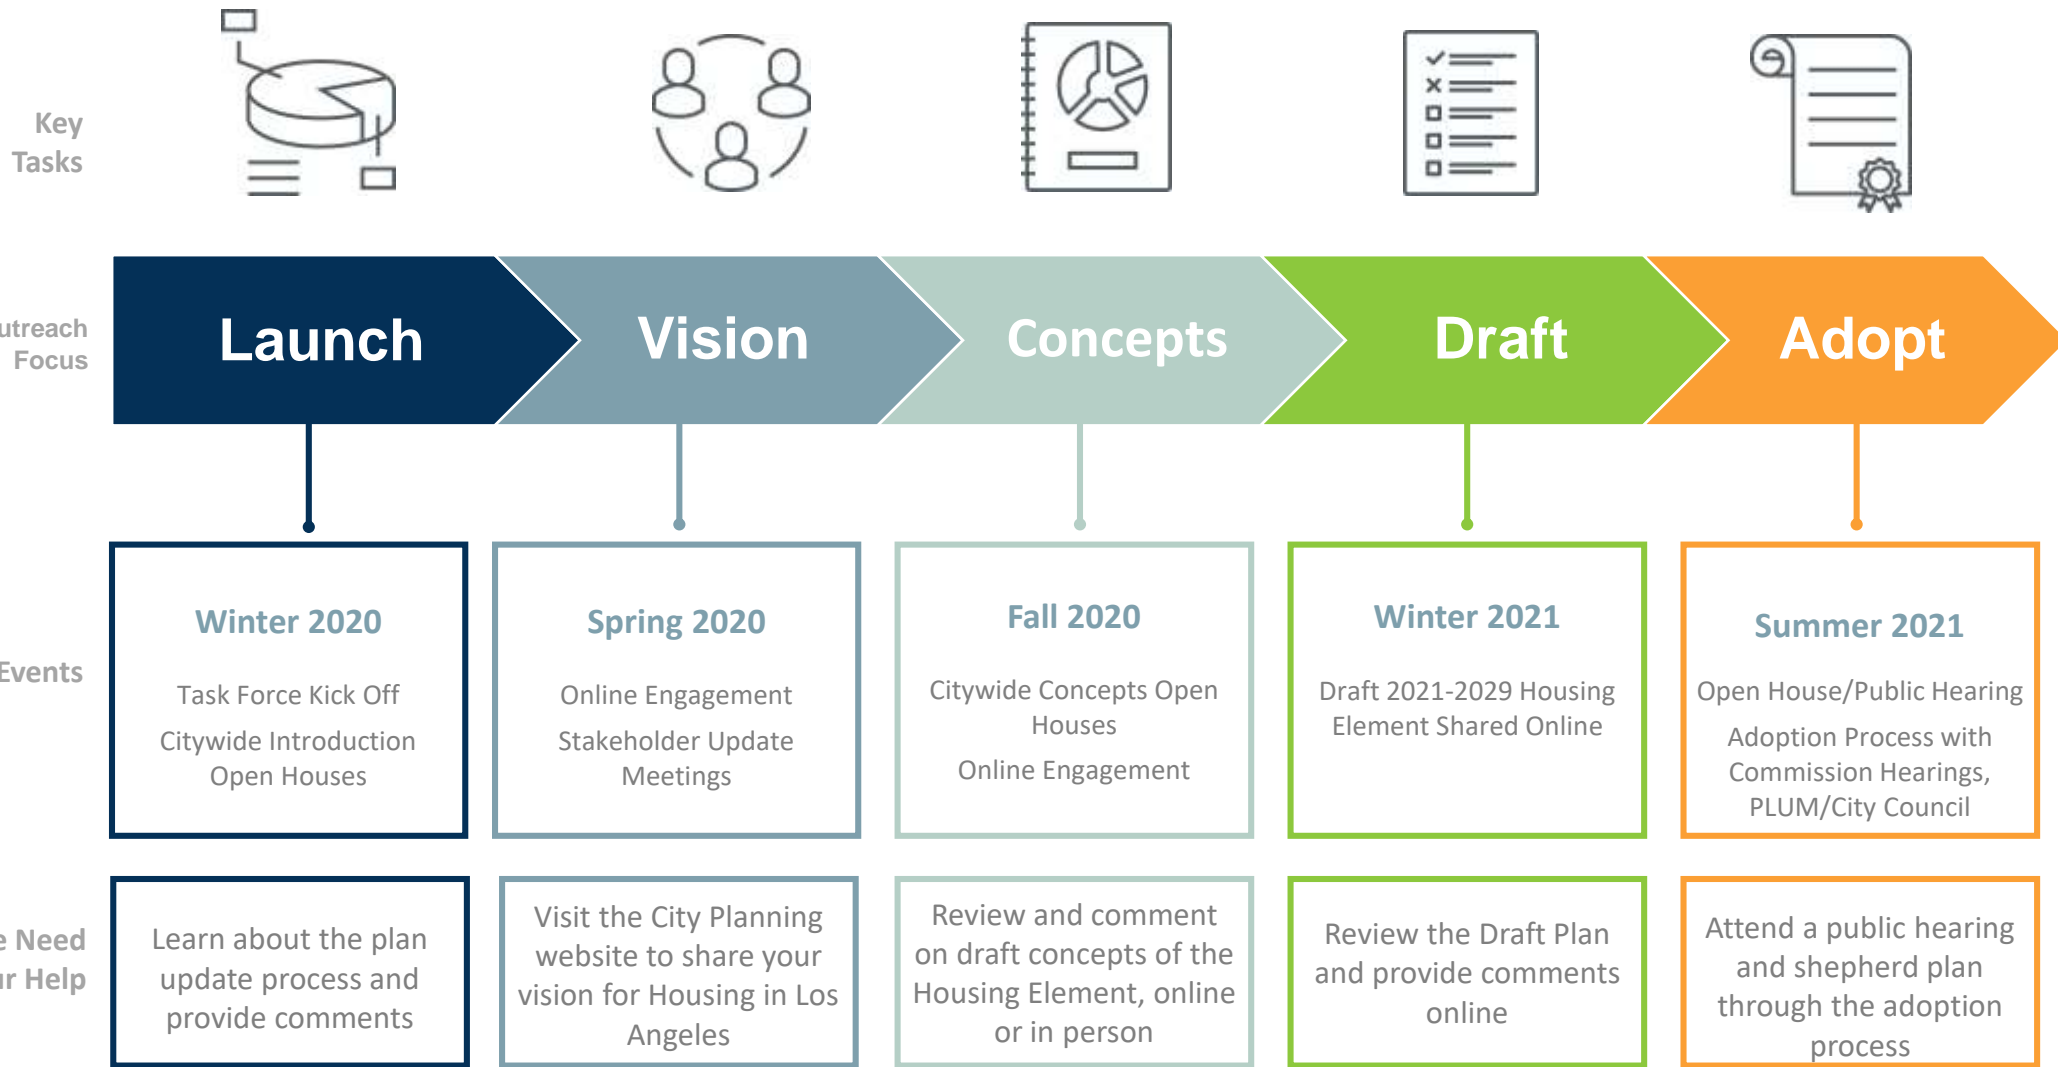 Key
Tasks
utreach
Focus
Launch
Vision
Concepts
Draft
Adopt
Events
Winter 2020
Task Force Kick Off
Citywide Introduction
Open Houses
Spring 2020
Online Engagement
Stakeholder Update
Meetings
Fall 2020
Citywide Concepts Open
Houses
Online Engagement
Winter 2021
Draft 2021-2029 Housing
Element Shared Online
Summer 2021
Open House/Public Hearing
Adoption Process with
Commission Hearings,
PLUM/City Council
e Need
ur Help
Learn about the plan
update process and
provide comments
Visit the City Planning
website to share your
vision for Housing in Los
Angeles
Review and comment
on draft concepts of the
Housing Element, online
or in person
Review the Draft Plan
and provide comments
online
Attend a public hearing
and shepherd plan
through the adoption
process